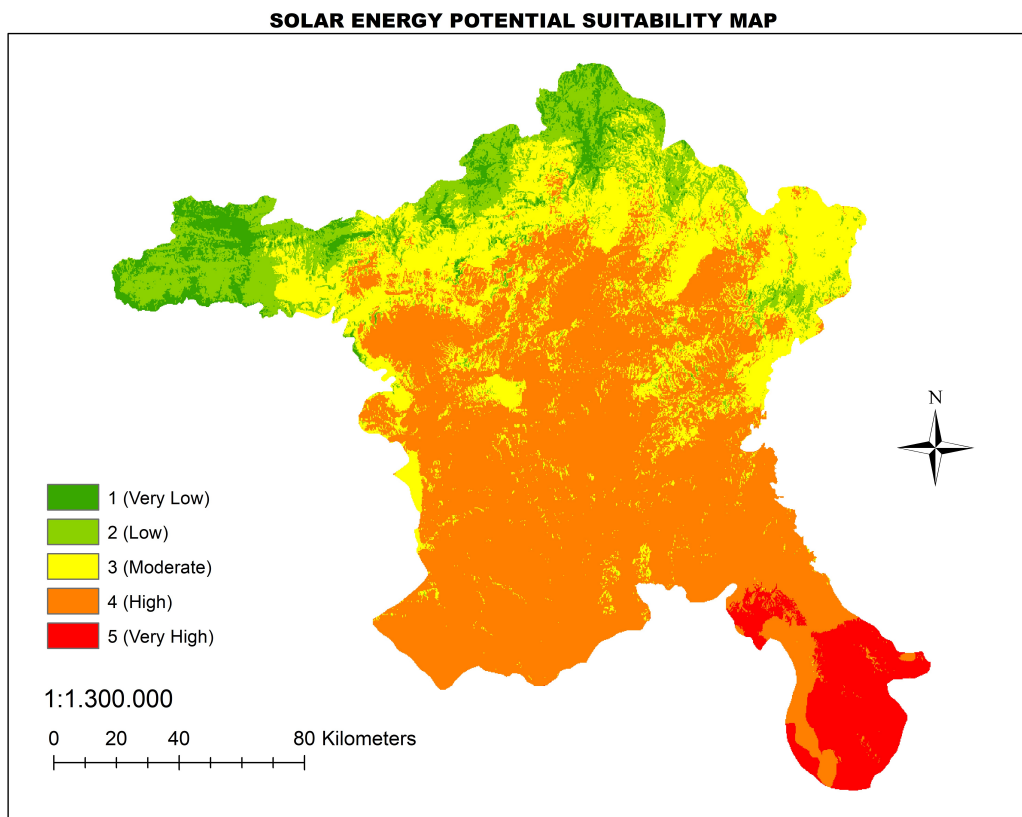 SOLAR ENERGY POTENTIAL SUITABILITY MAP
N
1 (Very Low)
2 (Low)
3 (Moderate)
4 (High)
5 (Very High)
1:1.300.000
0 20 40 80 Kilometers